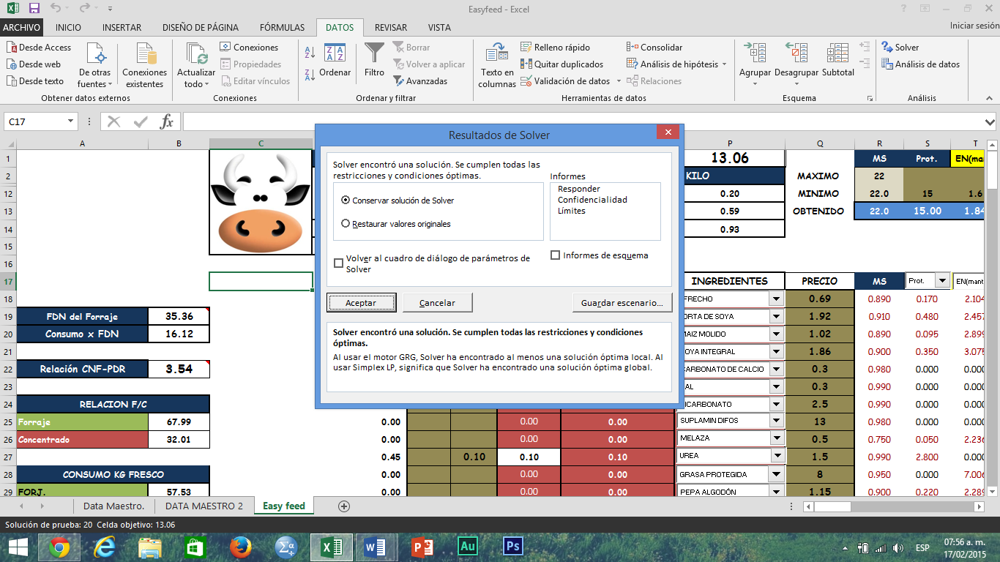 Easyfeed - Excel
ARCHIVO INICIO INSERTAR DISEÑO DE PÁGINA FÓRMULAS DATOS REVISAR VISTA Iniciar sesión
Desde Access
Desde web
Desde texto
De otras fuentes
Conexiones existentes
Obtener datos externos
Actualizar todo
Conexiones
Propiedades
Editar vínculos
Conexiones
Ordenar
Filtro
Borrar
Volver a aplicar
Avanzadas
Ordenar y filtrar
Texto en columnas
Relleno rápido
Quitar duplicados
Validación de datos
Consolidar
Análisis de hipótesis
Relaciones
Herramientas de datos
Agrupar Desagrupar Subtotal
Esquema
Solver
Análisis de datos
Análisis
C17 fx
A B C P Q R S T
1 13.06 MS Prot. EN(man
2 KILO MAXIMO 22
12 0.20 MINIMO 22.0 15 1.6
13 0.59 OBTENIDO 22.0 15.00 1.84
14 0.93
15
16
17 INGREDIENTES PRECIO MS Prot. EN(mant
18 FRECHO 0.69 0.890 0.170 2.104
19 FDN del Forraje 35.36 ORTA DE SOYA 1.92 0.910 0.480 2.457
20 Consumo x FDN 16.12 MAIZ MOLIDO 1.02 0.890 0.095 2.899
21 OYA INTEGRAL 1.86 0.900 0.350 3.075
22 Relación CNF-PDR 3.54 CARBONATO DE CALCIO 0.3 0.980 0.000 0.000
23 AL 0.3 0.990 0.000 0.000
24 RELACION F/C ICARBONATO 2.5 0.990 0.000 0.000
25 Forraje 67.99 0.00 0.00 0.00 SUPLAMIN DIFOS 13 0.980 0.000 0.000
26 Concentrado 32.01 0.00 0.00 0.00 MELAZA 0.5 0.750 0.050 2.236
27 0.45 0.10 0.10 0.10 UREA 1.5 0.990 2.800 0.000
28 CONSUMO KG FRESCO 0.00 0.00 0.00 GRASA PROTEGIDA 8 0.950 0.000 7.006
29 FORJ. 57.53 0.00 0.00 0.00 PEPA ALGODÓN 1.15 0.900 0.220 2.289
Resultados de Solver
Solver encontró una solución. Se cumplen todas las
restricciones y condiciones óptimas.
Conservar solución de Solver
Restaurar valores originales
Informes
Responder
Confidencialidad
Límites
Volver al cuadro de diálogo de parámetros de
Solver
Informes de esquema
Aceptar Cancelar Guardar escenario...
Solver encontró una solución. Se cumplen todas las restricciones y condiciones
óptimas.
Al usar el motor GRG, Solver ha encontrado al menos una solución óptima local. Al
usar Simplex LP, significa que Solver ha encontrado una solución óptima global.
Data Maestro. DATA MAESTRO 2 Easy feed
Solución de prueba: 20 Celda objetivo: 13.06
Au Ps
ESP
07:56 a. m.
17/02/2015